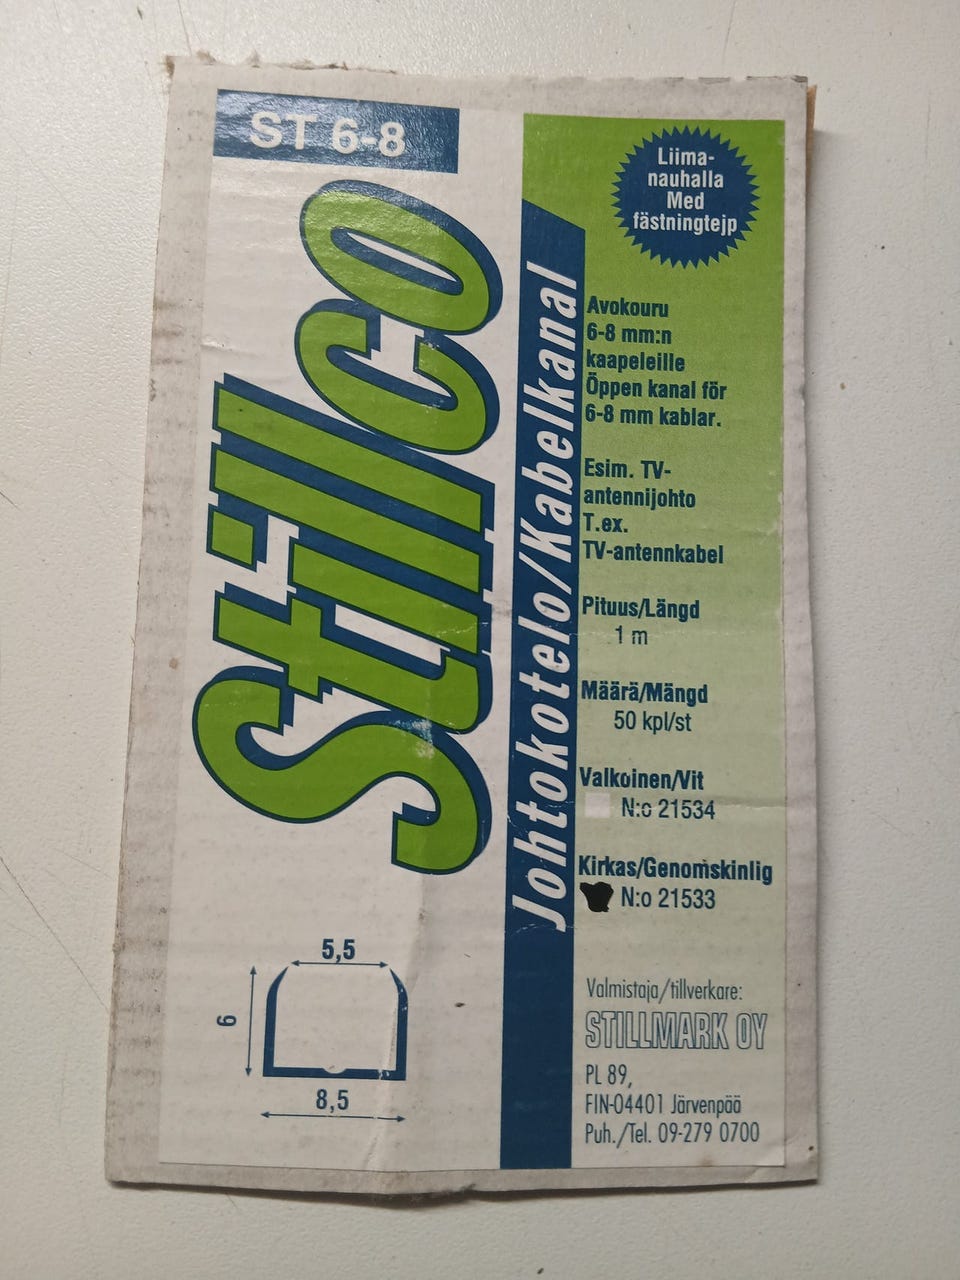 ST 6-8
Stillco
Johtokotelo/Kabelkanal
Liima-
nauhalla
Med
fästningtejp
Avokouru
6-8 mm:n
kaapeleille
Öppen kanal för
6-8 mm kablar.
Esim. TV-
antennijohto
T.ex.
TV-antennkabel
Pituus/Längd
1 m
Määrä/Mängd
50 kpl/st
Valkoinen/Vit
N:o 21534
Kirkas/Genomskinlig
N:o 21533
5,5
6
8,5
Valmistaja/tillverkare:
STILLMARK OY
PL 89,
FIN-04401 Järvenpää
Puh./Tel. 09-279 0700